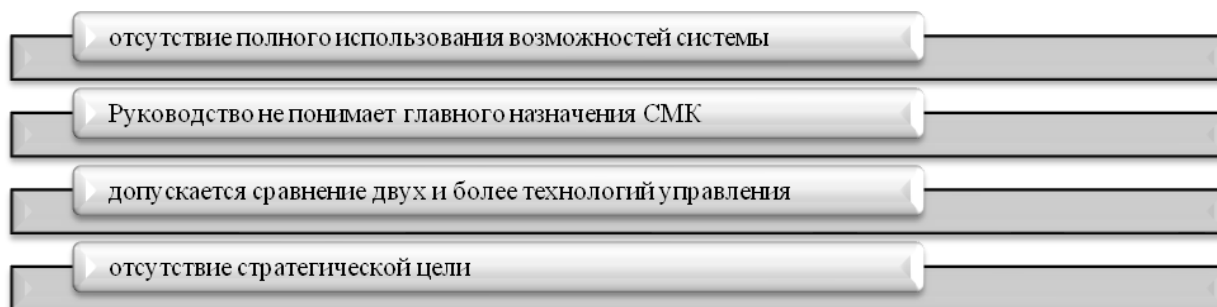 отсутствие полного использования возможностей системы
Руководство не понимает главного назначения СМК
допускается сравнение двух и более технологий управления
отсутствие стратегической цели